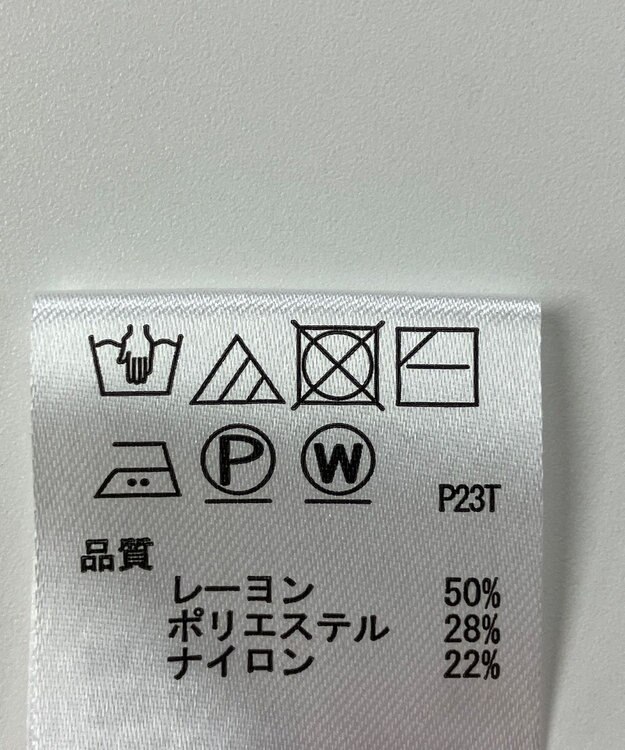 P W P23T
品質
レーヨン 50%
ポリエステル 28%
ナイロン 22%